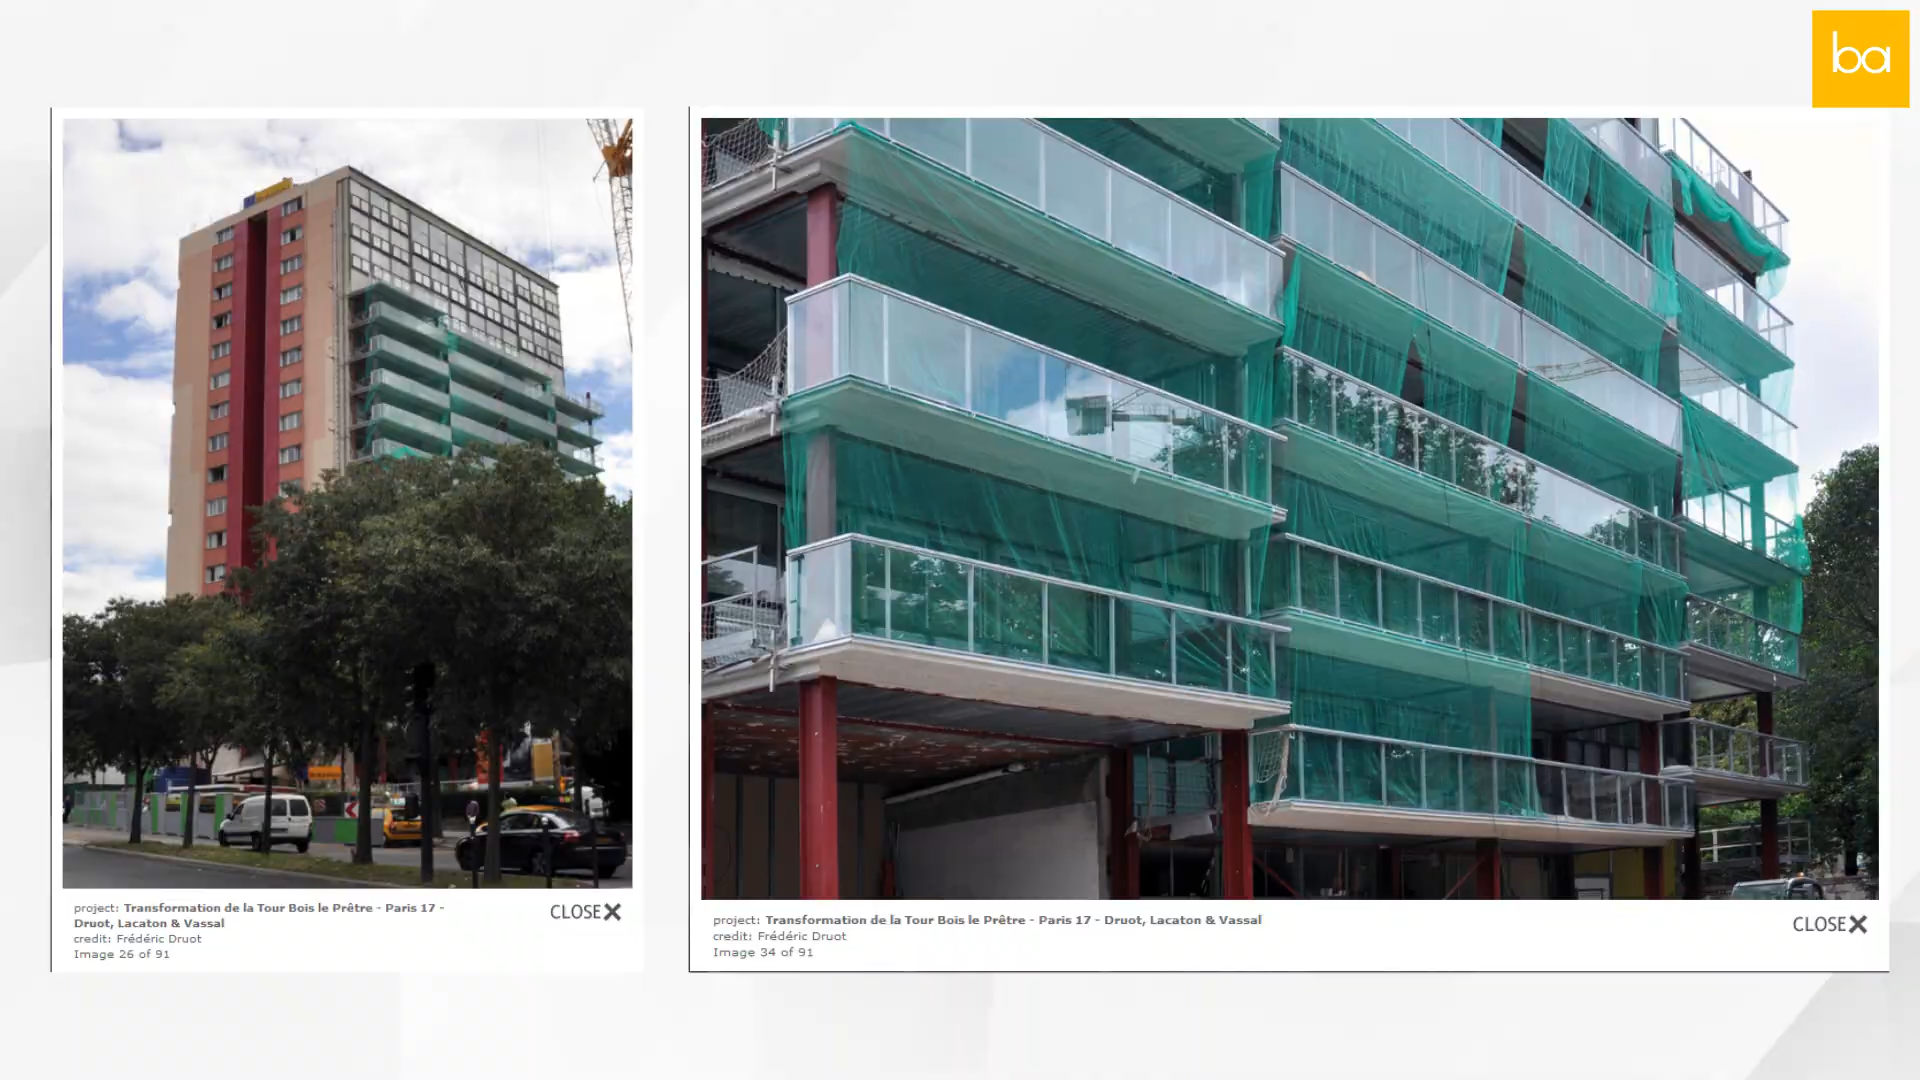 ba
project: Transformation de la Tour Bois le Prêtre - Paris 17 -
Druot, Lacaton & Vassal
credit: Frédéric Druot
Image 26 of 91
CLOSE
project: Transformation de la Tour Bois le Prêtre - Paris 17 - Druot, Lacaton & Vassal
credit: Frédéric Druot
Image 34 of 91
CLOSE